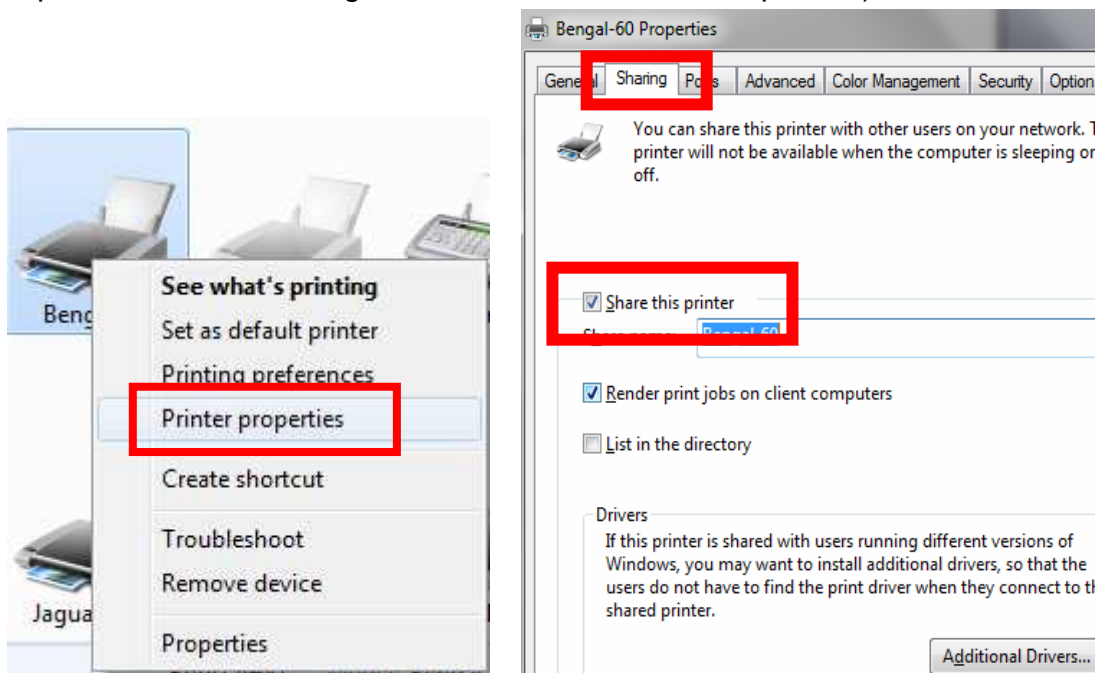 See what's printing
Set as default printer
Printing preferences
Printer properties
Create shortcut
Troubleshoot
Remove device
Properties
Bengal-60 Properties
General Sharing Advanced Color Management Security Option
You can share this printer with other users on your network.
printer will not be available when the computer is sleeping or
off.
Share this printer
Bengal-60
Render print jobs on client computers
List in the directory
Drivers
If this printer is shared with users running different versions of
Windows, you may want to install additional drivers, so that the
users do not have to find the print driver when they connect to
shared printer.
Additional Drivers...